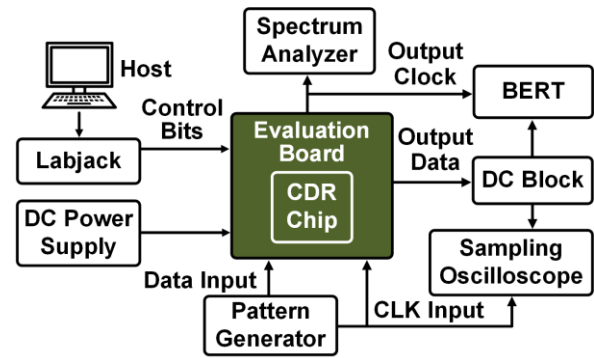 Spectrum
Analyzer
Host
Output
Clock
BERT
Control
Bits
Evaluation
Board
Output
Data
Labjack
CDR
Chip
DC Block
DC Power
Supply
Sampling
Oscilloscope
Data Input
Pattern
Generator
CLK Input